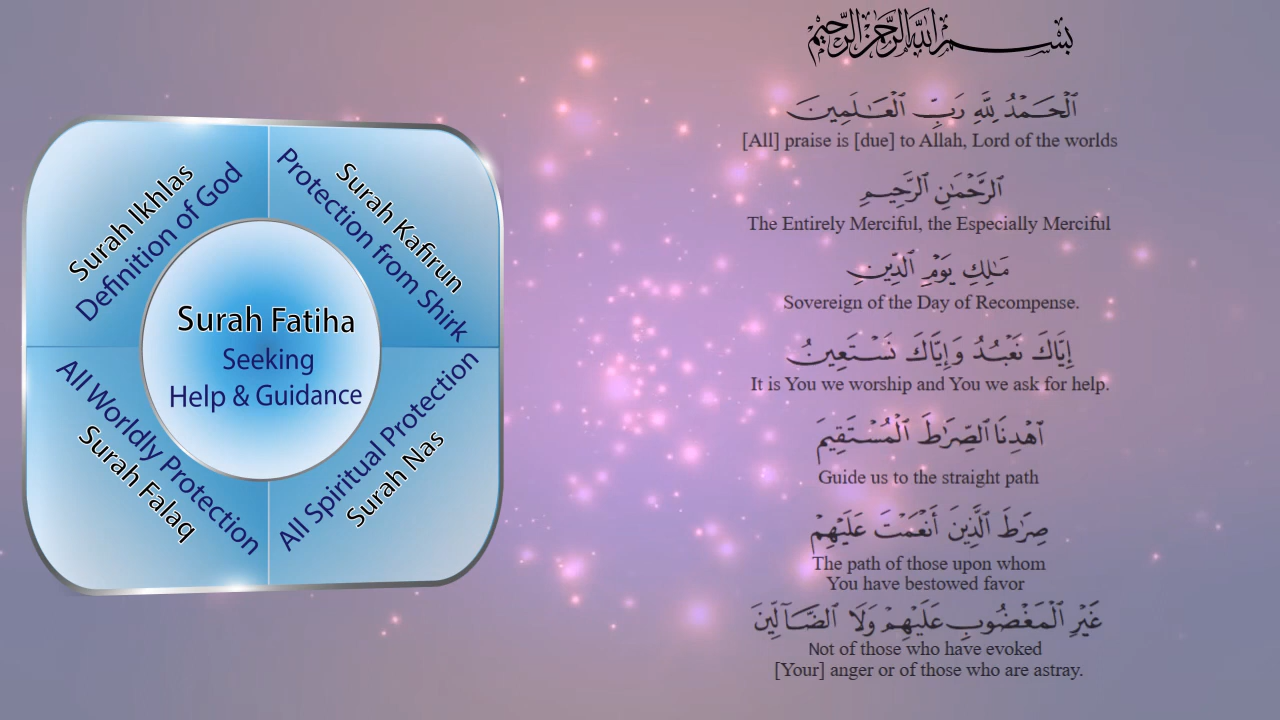 Surah Ikhlas
Definition of God
Surah Kafirun
Protection from Shirk
Surah Fatiha
Seeking
Help & Guidance
All Worldly Protection
Surah Falaq
All Spiritual Protection
Surah Nas
بسم الله الرحمن الرحيم
ٱلْحَمْدُ لِلَّهِ رَبِّ ٱلْعَـٰلَمِينَ
[All] praise is [due] to Allah, Lord of the worlds
ٱلرَّحْمَـٰنِ ٱلرَّحِيمِ
The Entirely Merciful, the Especially Merciful
مَـٰلِكِ يَوْمِ ٱلدِّينِ
Sovereign of the Day of Recompense.
إِيَّاكَ نَعْبُدُ وَإِيَّاكَ نَسْتَعِينُ
It is You we worship and You we ask for help.
ٱهْدِنَا ٱلصِّرَٰطَ ٱلْمُسْتَقِيمَ
Guide us to the straight path
صِرَٰطَ ٱلَّذِينَ أَنْعَمْتَ عَلَيْهِمْ
The path of those upon whom
You have bestowed favor
غَيْرِ ٱلْمَغْضُوبِ عَلَيْهِمْ وَلَا ٱلضَّآلِّينَ
Not of those who have evoked
[Your] anger or of those who are astray.